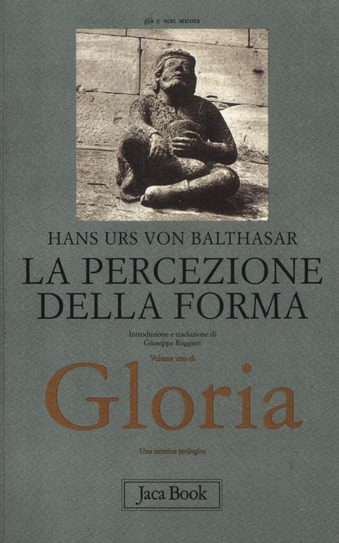 già e non ancora
HANS URS VON BALTHASAR
LA PERCEZIONE
DELLA FORMA
Introduzione e traduzione di
Giuseppe Ruggieri
Volume uno di
Gloria
Una estetica teologica
Jaca Book